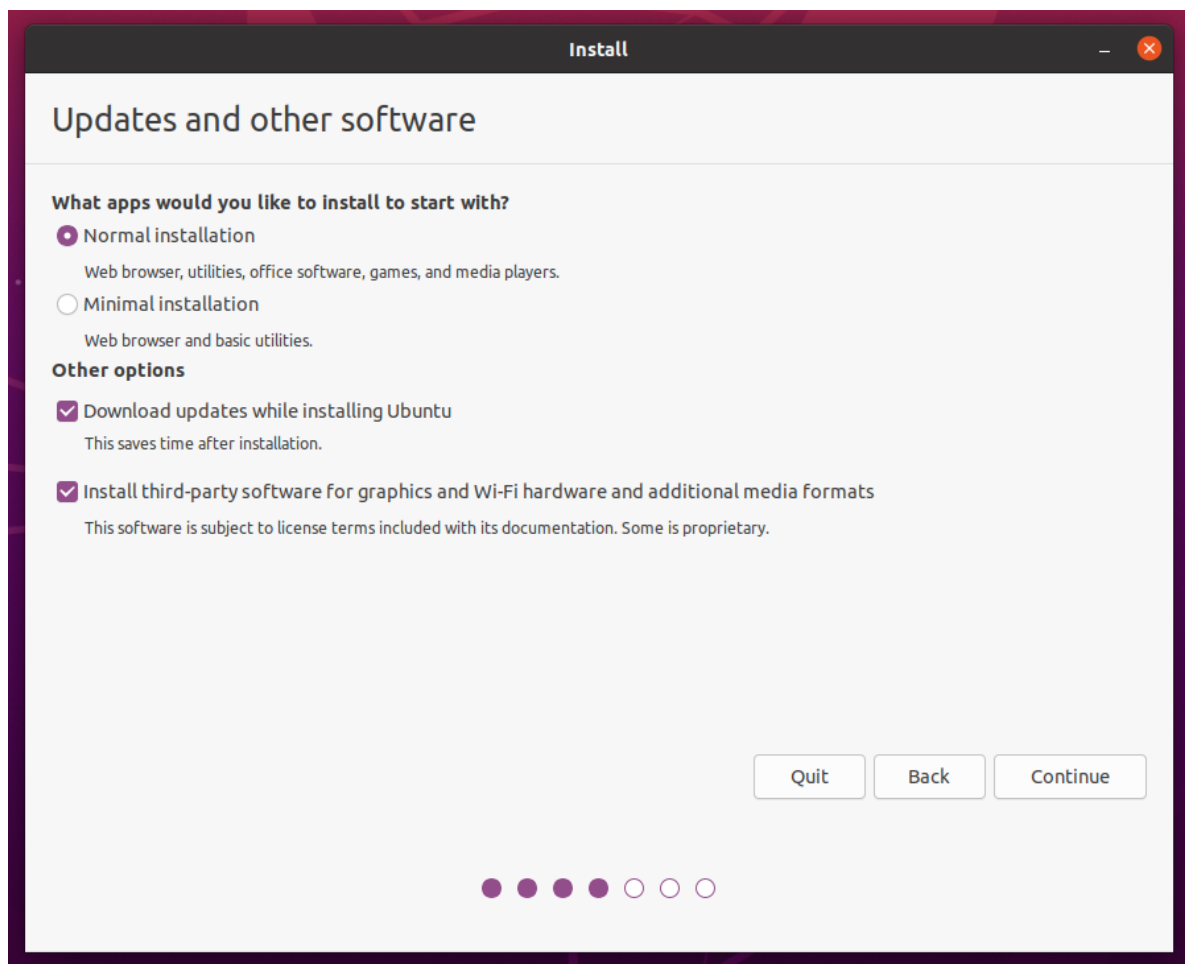 Install
Updates and other software
What apps would you like to install to start with?
Normal installation
Web browser, utilities, office software, games, and media players.
Minimal installation
Web browser and basic utilities.
Other options
Download updates while installing Ubuntu
This saves time after installation.
Install third-party software for graphics and Wi-Fi hardware and additional media formats
This software is subject to license terms included with its documentation. Some is proprietary.
Quit Back Continue